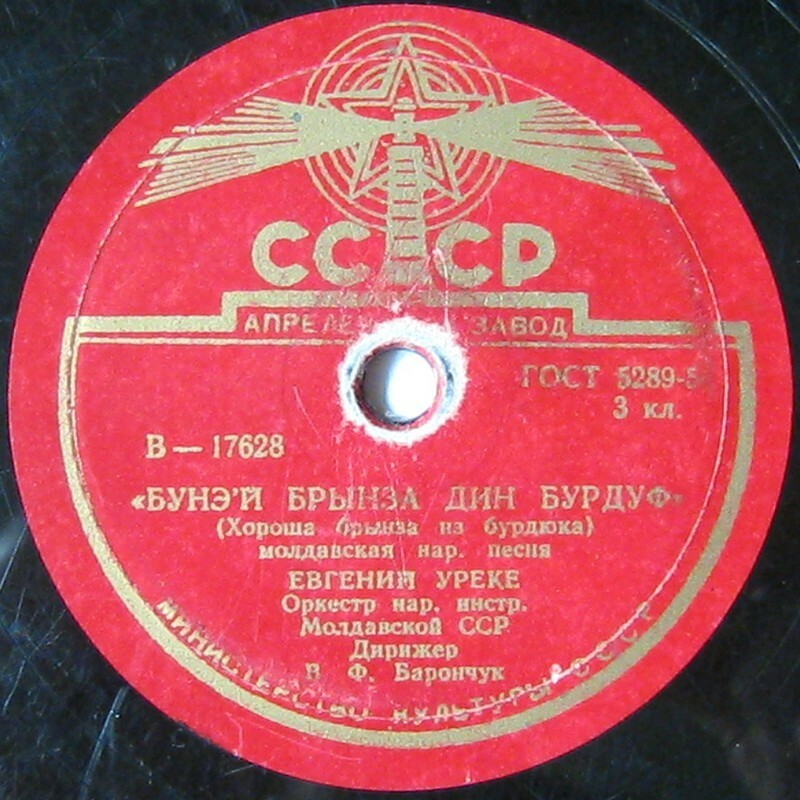 СССР
ЗАВОД
ГОСТ 5289-5
3 кл.
В — 17628
«БУНЭ'Й БРЫНЗА ДИН БУРДУФ»
(Хороша брынза из бурдюка)
молдавская нар. песня
ЕВГЕНИЙ УРЕКЕ
Оркестр нар. инстр.
Молдавской ССР
Дирижер
В. Ф. Барончук
МИНИСТЕРСТВО КУЛЬТУРЫ СССР